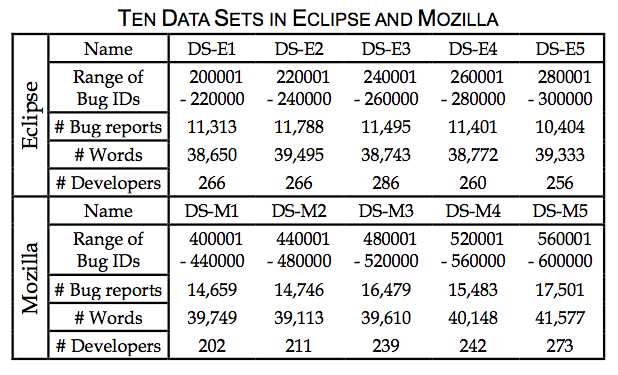 TEN DATA SETS IN ECLIPSE AND MOZILLA
Eclipse
Name DS-E1 DS-E2 DS-E3 DS-E4 DS-E5
Range of 200001 220001 240001 260001 280001
Bug IDs - 220000 - 240000 - 260000 - 280000 - 300000
# Bug reports 11,313 11,788 11,495 11,401 10,404
# Words 38,650 39,495 38,743 38,772 39,333
# Developers 266 266 286 260 256
Mozilla
Name DS-M1 DS-M2 DS-M3 DS-M4 DS-M5
Range of 400001 440001 480001 520001 560001
Bug IDs - 440000 - 480000 - 520000 - 560000 - 600000
# Bug reports 14,659 14,746 16,479 15,483 17,501
# Words 39,749 39,113 39,610 40,148 41,577
# Developers 202 211 239 242 273